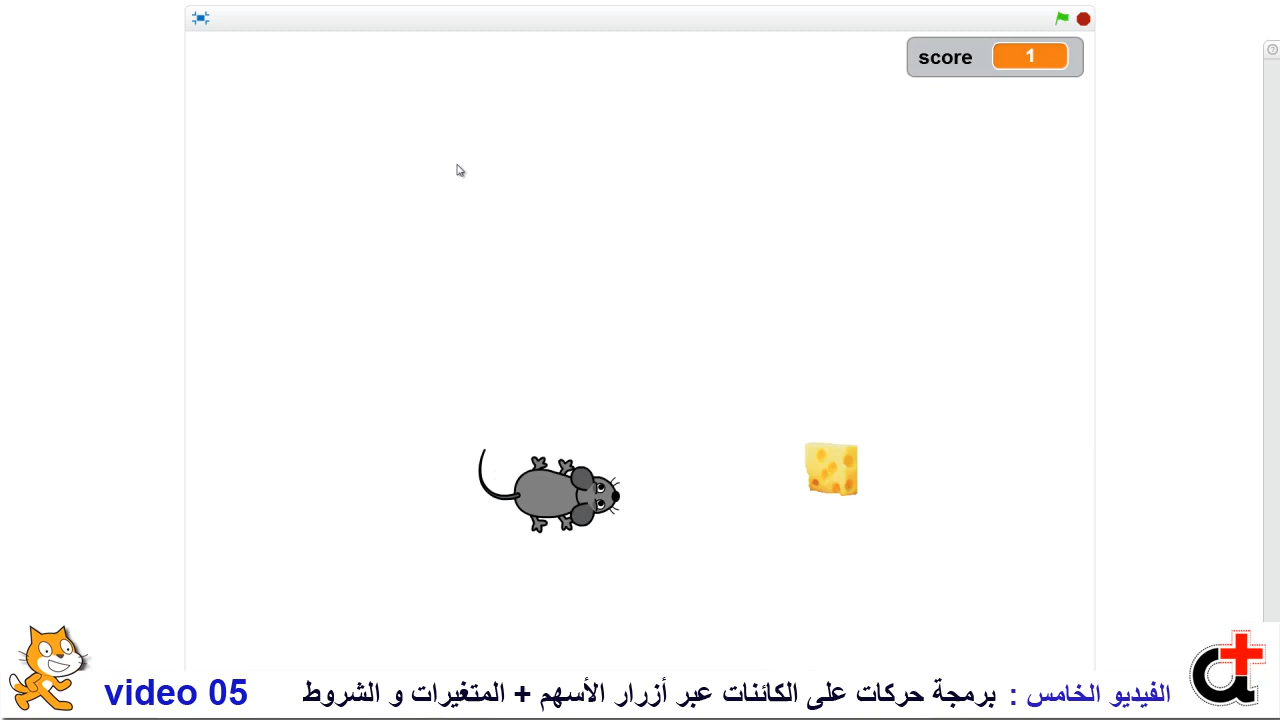 score 1
video 05 الفيديو الخامس : برمجة حركات على الكائنات عبر أزرار الأسهم + المتغيرات و الشروط